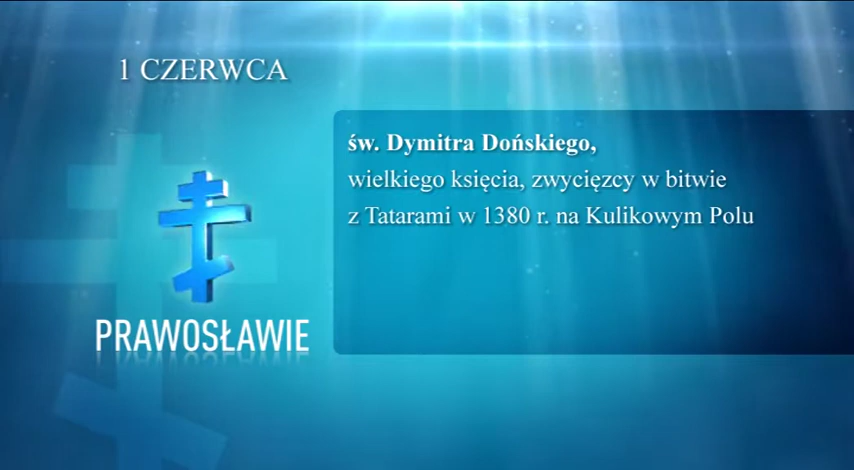 1 CZERWCA
św. Dymitra Dońskiego,
wielkiego księcia, zwycięzcy w bitwie
z Tatarami w 1380 r. na Kulikowym Polu
PRAWOSŁAWIE